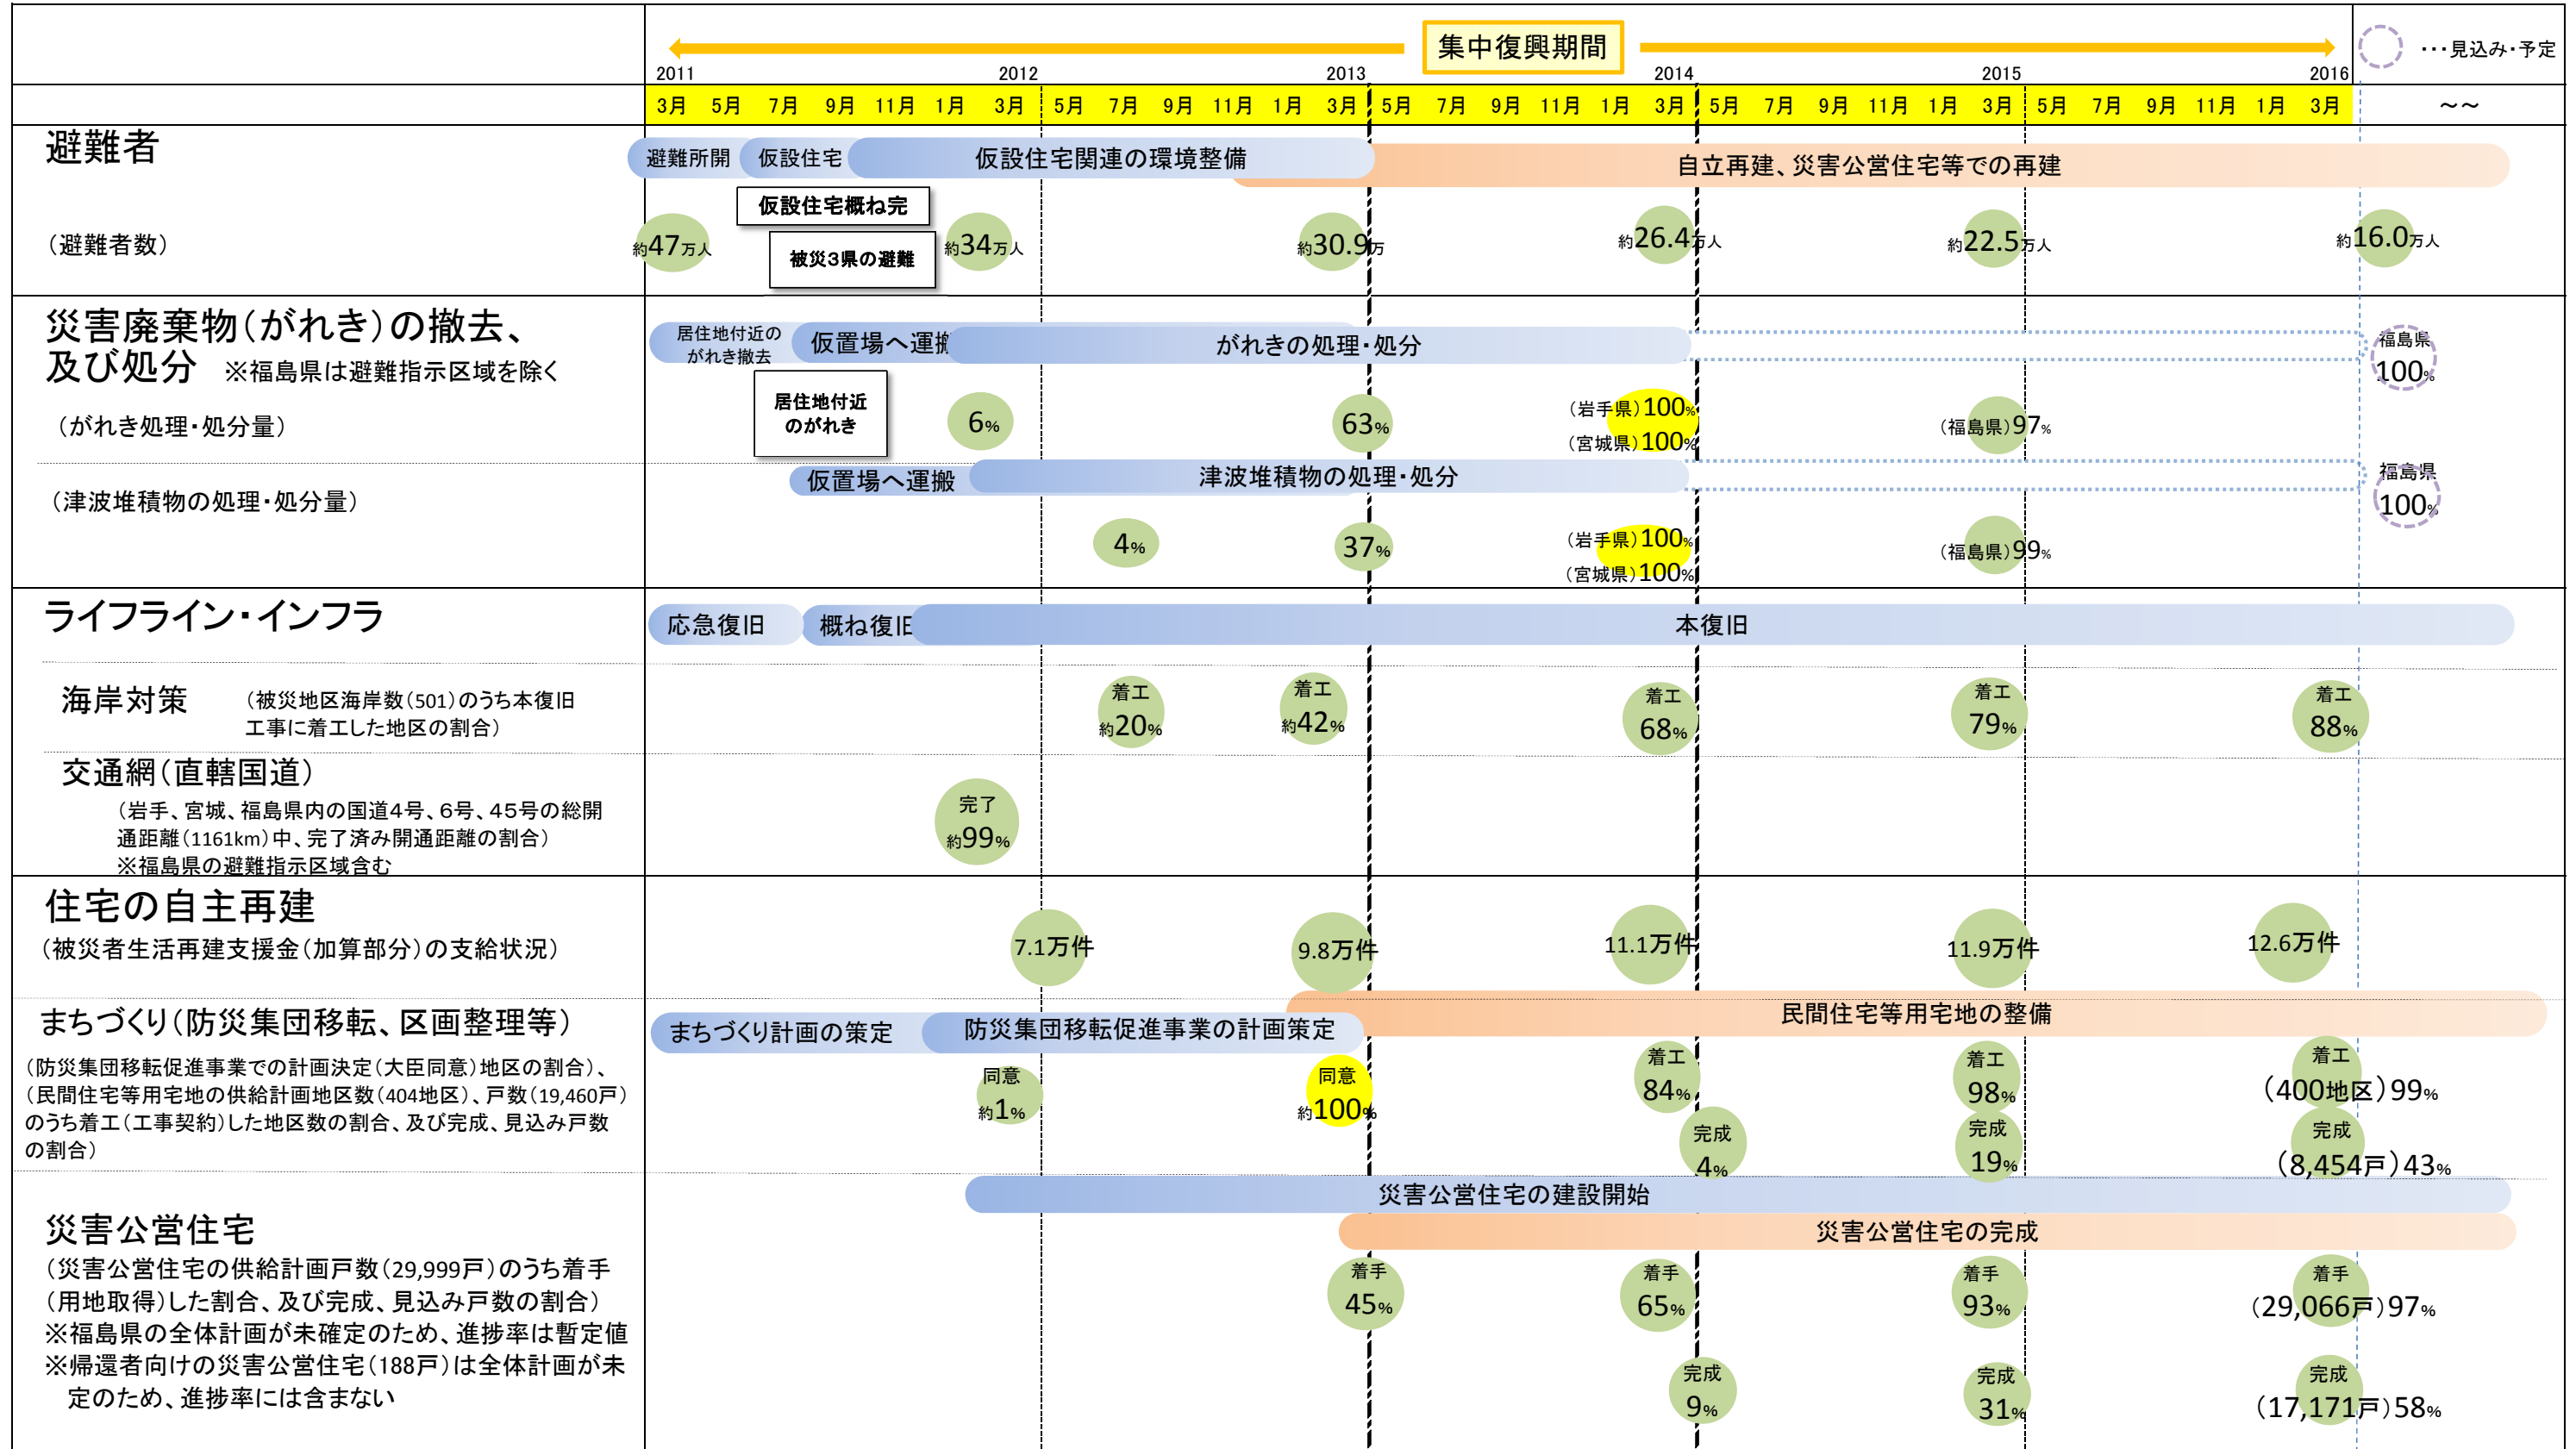 集中復興期間
・・・見込み・予定
2011 2012 2013 2014 2015 2016
3月 5月 7月 9月 11月 1月 3月 5月 7月 9月 11月 1月 3月 5月 7月 9月 11月 1月 3月 5月 7月 9月 11月 1月 3月 5月 7月 9月 11月 1月 3月 ~~
避難者
避難所開 仮設住宅 仮設住宅関連の環境整備 自立再建、災害公営住宅等での再建
仮設住宅概ね完
(避難者数)
約47万人 約34万人 約30.9万 約26.4万人 約22.5万人 約16.0万人
被災3県の避難
災害廃棄物(がれき)の撤去、
及び処分 ※福島県は避難指示区域を除く
居住地付近の
がれき撤去
仮置場へ運搬 がれきの処理・処分
福島県
100%
居住地付近
のがれき
(がれき処理・処分量)
6% 63%
(岩手県)100%
(宮城県)100%
(福島県)97%
仮置場へ運搬 津波堆積物の処理・処分
福島県
100%
(津波堆積物の処理・処分量)
4% 37%
(岩手県)100%
(宮城県)100%
(福島県)99%
ライフライン・インフラ
応急復旧 概ね復旧 本復旧
海岸対策
(被災地区海岸数(501)のうち本復旧
工事に着工した地区の割合)
着工 着工 着工 着工 着工
約20% 約42% 68% 79% 88%
交通網(直轄国道)
(岩手、宮城、福島県内の国道4号、6号、45号の総開
通距離(1161km)中、完了済み開通距離の割合)
※福島県の避難指示区域含む
完了
約99%
住宅の自主再建
(被災者生活再建支援金(加算部分)の支給状況)
7.1万件 9.8万件 11.1万件 11.9万件 12.6万件
まちづくり(防災集団移転、区画整理等)
まちづくり計画の策定 防災集団移転促進事業の計画策定 民間住宅等用宅地の整備
(防災集団移転促進事業での計画決定(大臣同意)地区の割合)、
(民間住宅等用宅地の供給計画地区数(404地区)、戸数(19,460戸)
のうち着工(工事契約)した地区数の割合、及び完成、見込み戸数
の割合)
同意 同意 着工 着工 着工
約1% 約100% 84% 98% (400地区)99%
完成 完成 完成
4% 19% (8,454戸)43%
災害公営住宅の建設開始
災害公営住宅の完成
災害公営住宅
(災害公営住宅の供給計画戸数(29,999戸)のうち着手
(用地取得)した割合、及び完成、見込み戸数の割合)
※福島県の全体計画が未確定のため、進捗率は暫定値
※帰還者向けの災害公営住宅(188戸)は全体計画が未
定のため、進捗率には含まない
着手 着手 着手 着手
45% 65% 93% (29,066戸)97%
完成 完成 完成
9% 31% (17,171戸)58%